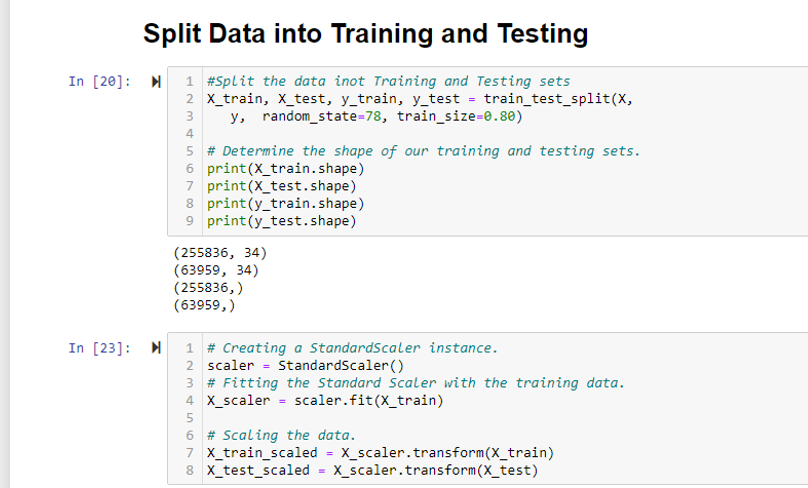 Split Data into Training and Testing
In [20]:
1 #Split the data inot Training and Testing sets
2 X_train, X_test, y_train, y_test = train_test_split(X,
3    y,  random_state=78, train_size=0.80)
4
5 # Determine the shape of our training and testing sets.
6 print(X_train.shape)
7 print(X_test.shape)
8 print(y_train.shape)
9 print(y_test.shape)
(255836, 34)
(63959, 34)
(255836,)
(63959,)
In [23]:
1 # Creating a StandardScaler instance.
2 scaler = StandardScaler()
3 # Fitting the Standard Scaler with the training data.
4 X_scaler = scaler.fit(X_train)
5
6 # Scaling the data.
7 X_train_scaled = X_scaler.transform(X_train)
8 X_test_scaled = X_scaler.transform(X_test)